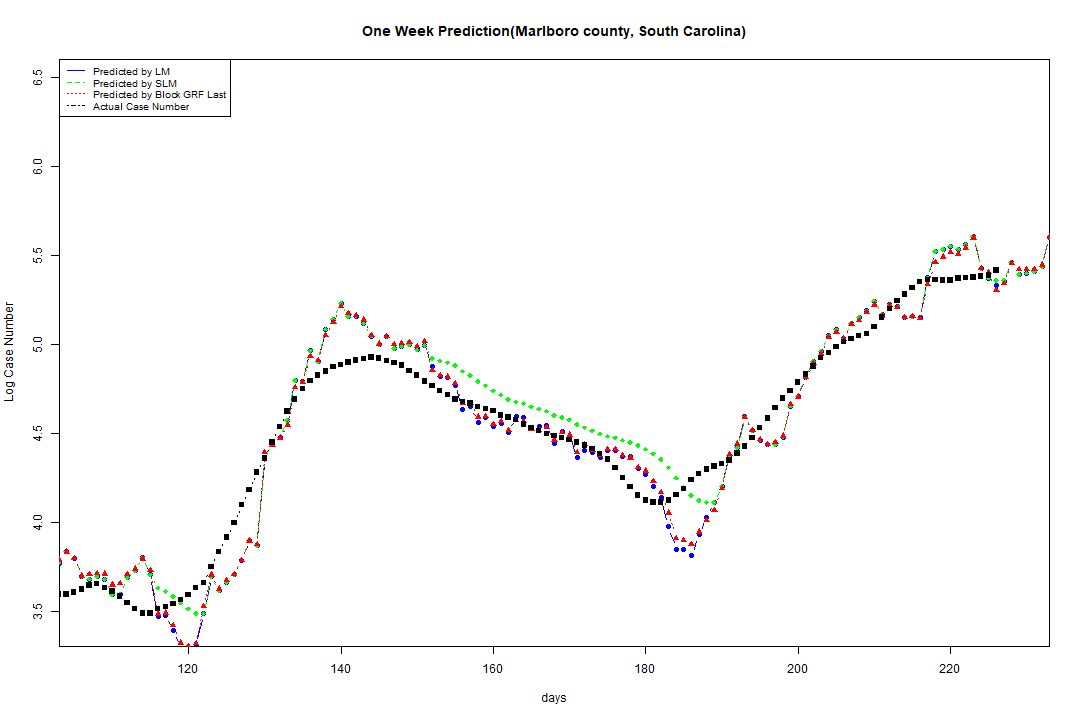 One Week Prediction(Marlboro county, South Carolina)
Predicted by LM
Predicted by SLM
Predicted by Block GRF Last
Actual Case Number
6.5
6.0
5.5
5.0
4.5
4.0
3.5
Log Case Number
120 140 160 180 200 220
days